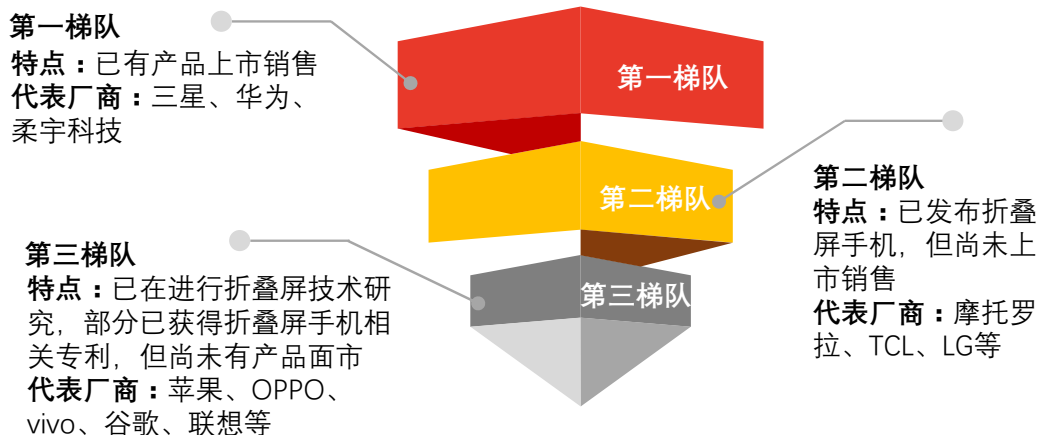 第一梯队
特点：已有产品上市销售
代表厂商：三星、华为、
柔宇科技
第一梯队
第二梯队
第二梯队
特点：已发布折叠
屏手机，但尚未上
市销售
代表厂商：摩托罗
拉、TCL、LG等
第三梯队
第三梯队
特点：已在进行折叠屏技术研
究，部分已获得折叠屏手机相
关专利，但尚未有产品面市
代表厂商：苹果、OPPO、
vivo、谷歌、联想等